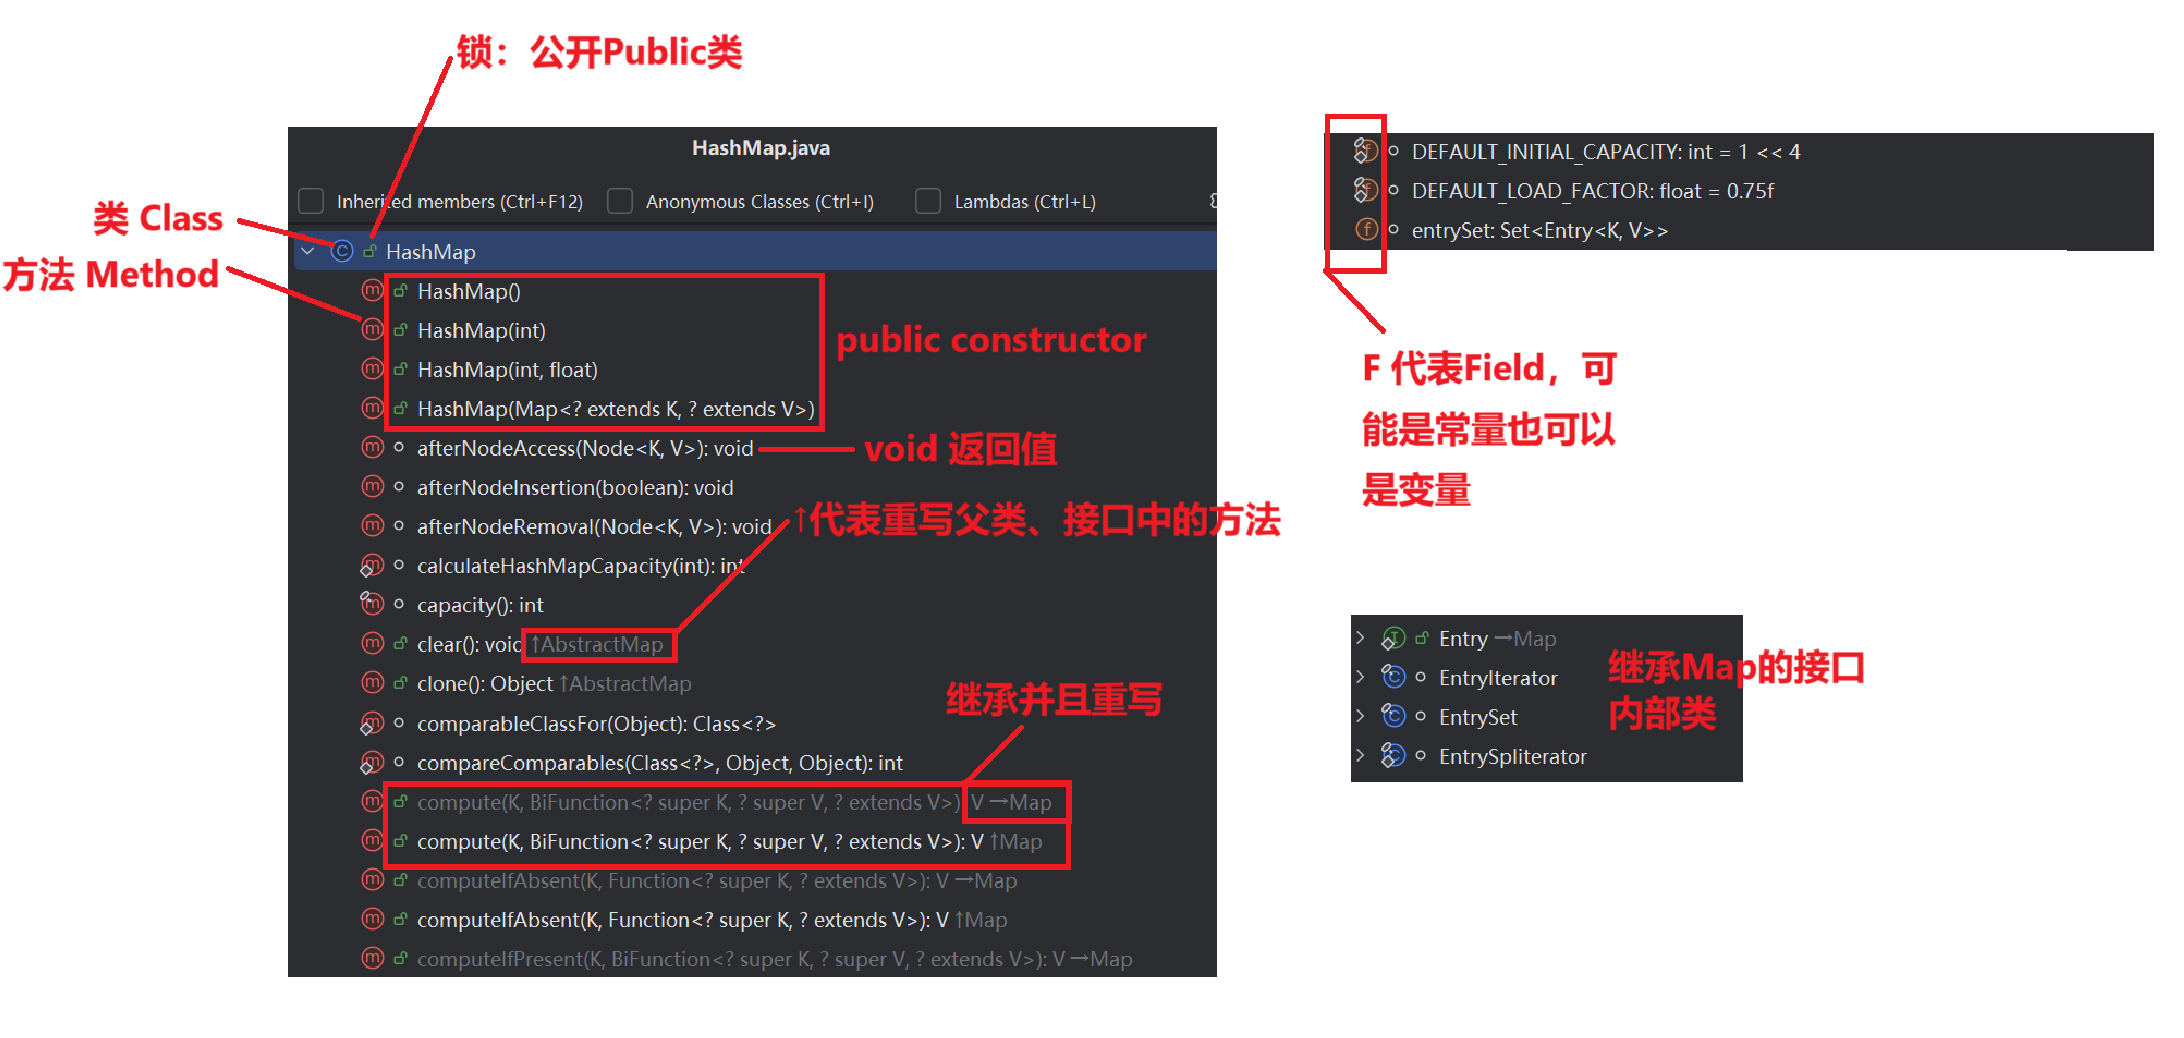 锁：公开Public类
HashMap.java
Inherited members (Ctrl+F12)
Anonymous Classes (Ctrl+I)
Lambdas (Ctrl+L)
类 Class
方法 Method
HashMap
HashMap()
HashMap(int)
HashMap(int, float)
HashMap(Map<? extends K, ? extends V>)
public constructor
afterNodeAccess(Node<K, V>): void
void 返回值
afterNodeInsertion(boolean): void
afterNodeRemoval(Node<K, V>): void
↑代表重写父类、接口中的方法
calculateHashMapCapacity(int): int
capacity(): int
clear(): void ↑AbstractMap
clone(): Object ↑AbstractMap
继承并且重写
comparableClassFor(Object): Class<?>
compareComparables(Class<?>, Object, Object): int
compute(K, BiFunction<? super K, ? super V, ? extends V>): V →Map
compute(K, BiFunction<? super K, ? super V, ? extends V>): V ↑Map
computeIfAbsent(K, Function<? super K, ? extends V>): V →Map
computeIfAbsent(K, Function<? super K, ? extends V>): V ↑Map
computeIfPresent(K, BiFunction<? super K, ? super V, ? extends V>): V →Map
DEFAULT_INITIAL_CAPACITY: int = 1 << 4
DEFAULT_LOAD_FACTOR: float = 0.75f
entrySet: Set<Entry<K, V>>
F 代表Field，可
能是常量也可以
是变量
Entry →Map
EntryIterator
EntrySet
EntrySpliterator
继承Map的接口
内部类